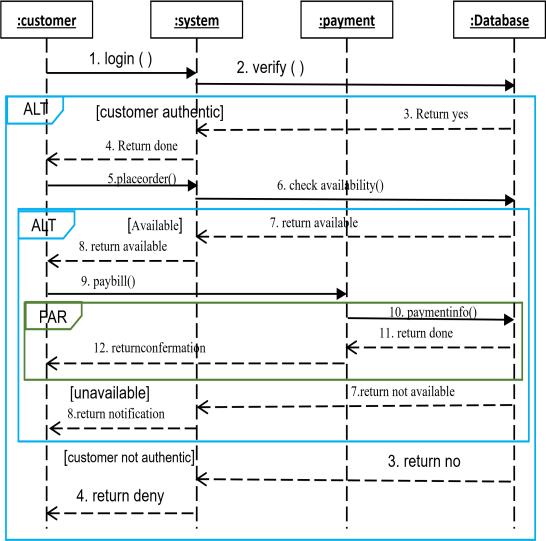 :customer
:system
:payment
:Database
1. login ( )
2. verify ( )
ALT
[customer authentic]
3. Return yes
4. Return done
5.placeorder()
6. check availability()
ALT
[Available]
7. return available
8. return available
9. paybill()
PAR
10. paymentinfo()
11. return done
12. returnconfermation
[unavailable]
7.return not available
8.return notification
[customer not authentic]
3. return no
4. return deny